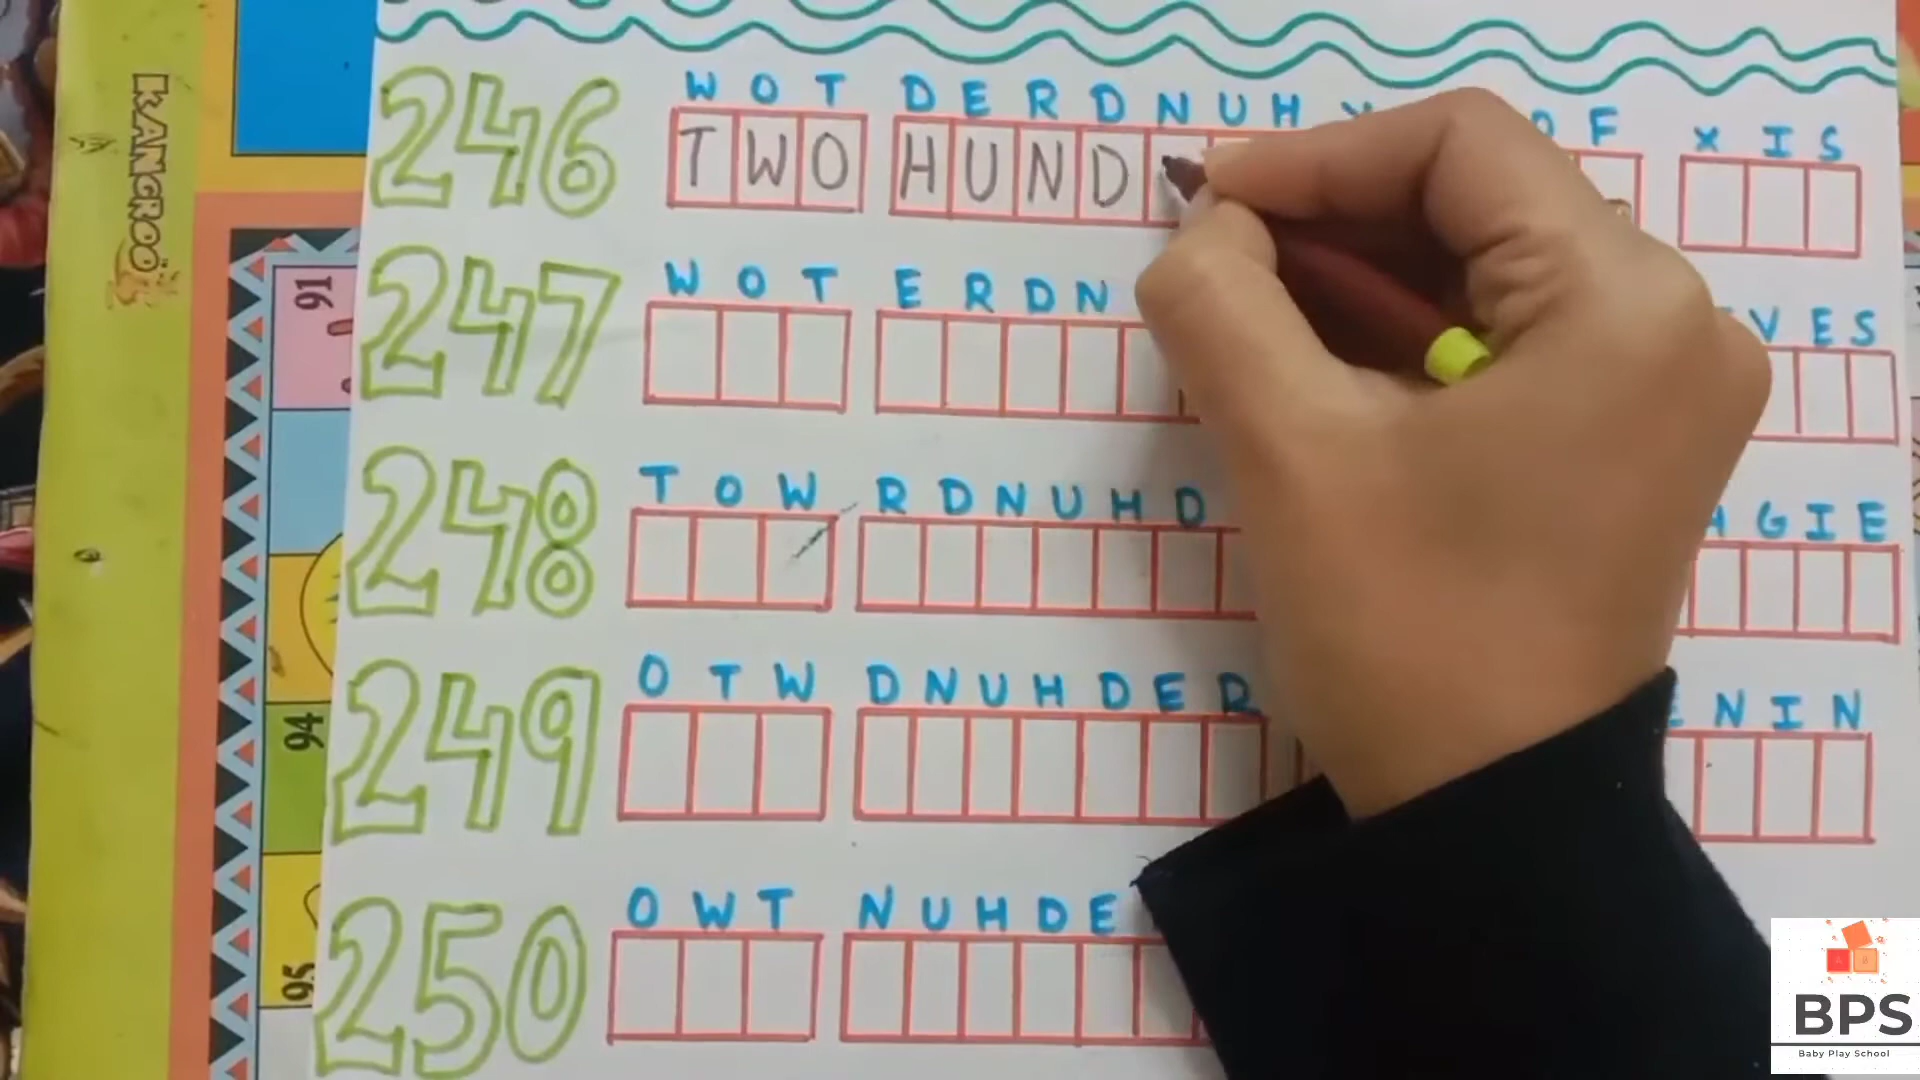 KANGROO
91
94
95
246 WOT DERDNUH OF XIS
TWO HUND
247 WOT ERDN VES
248 TOW RDNUHD GIE
249 OTW DNUHDER NIN
250 OWT NUHDE
BPS
Baby Play School